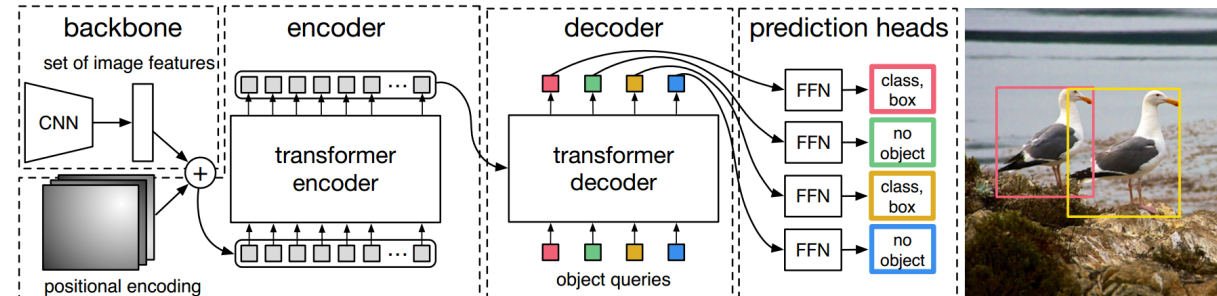 backbone
set of image features
CNN
+
positional encoding
encoder
...
transformer
encoder
...
decoder
transformer
decoder
object queries
prediction heads
FFN
class,
box
FFN
no
object
FFN
class,
box
FFN
no
object